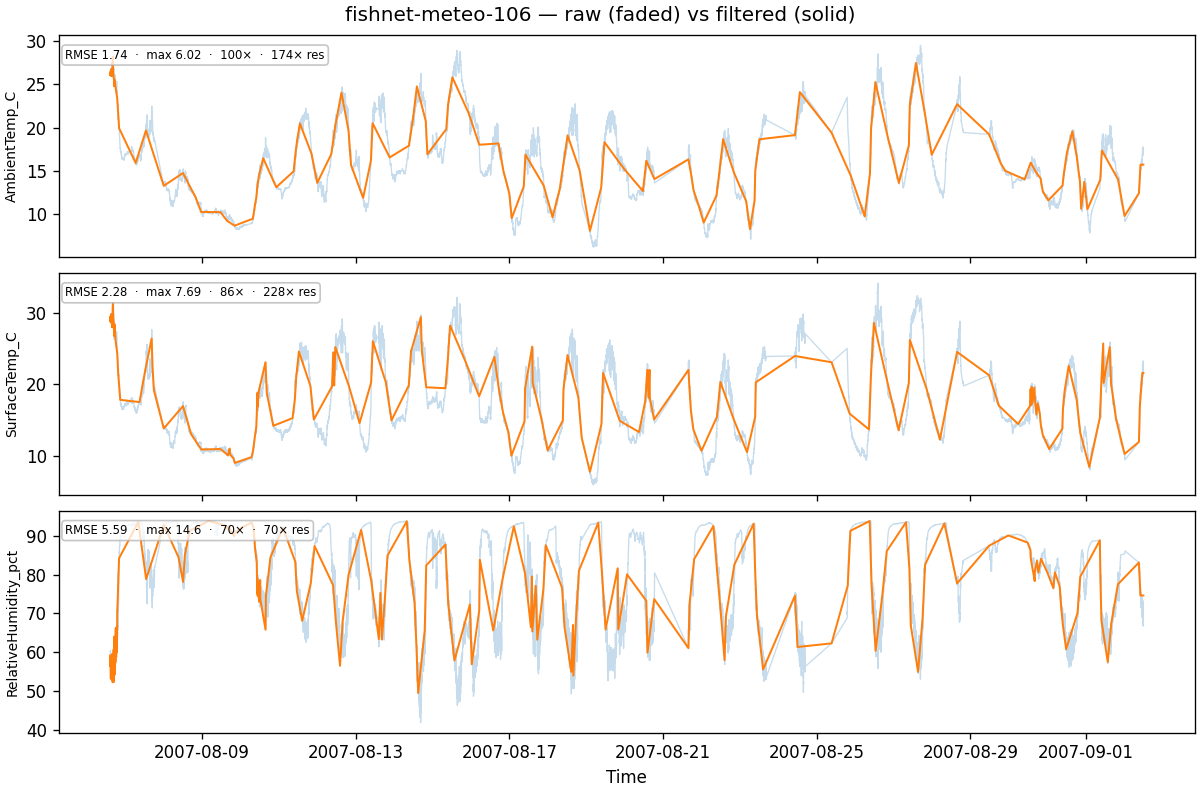 fishnet-meteo-106 — raw (faded) vs filtered (solid)
RMSE 1.74 · max 6.02 · 100× · 174× res
AmbientTemp_C
30
25
20
15
10
RMSE 2.28 · max 7.69 · 86× · 228× res
SurfaceTemp_C
30
20
10
RMSE 5.59 · max 14.6 · 70× · 70× res
RelativeHumidity_pct
90
80
70
60
50
40
2007-08-09 2007-08-13 2007-08-17 2007-08-21 2007-08-25 2007-08-29 2007-09-01
Time